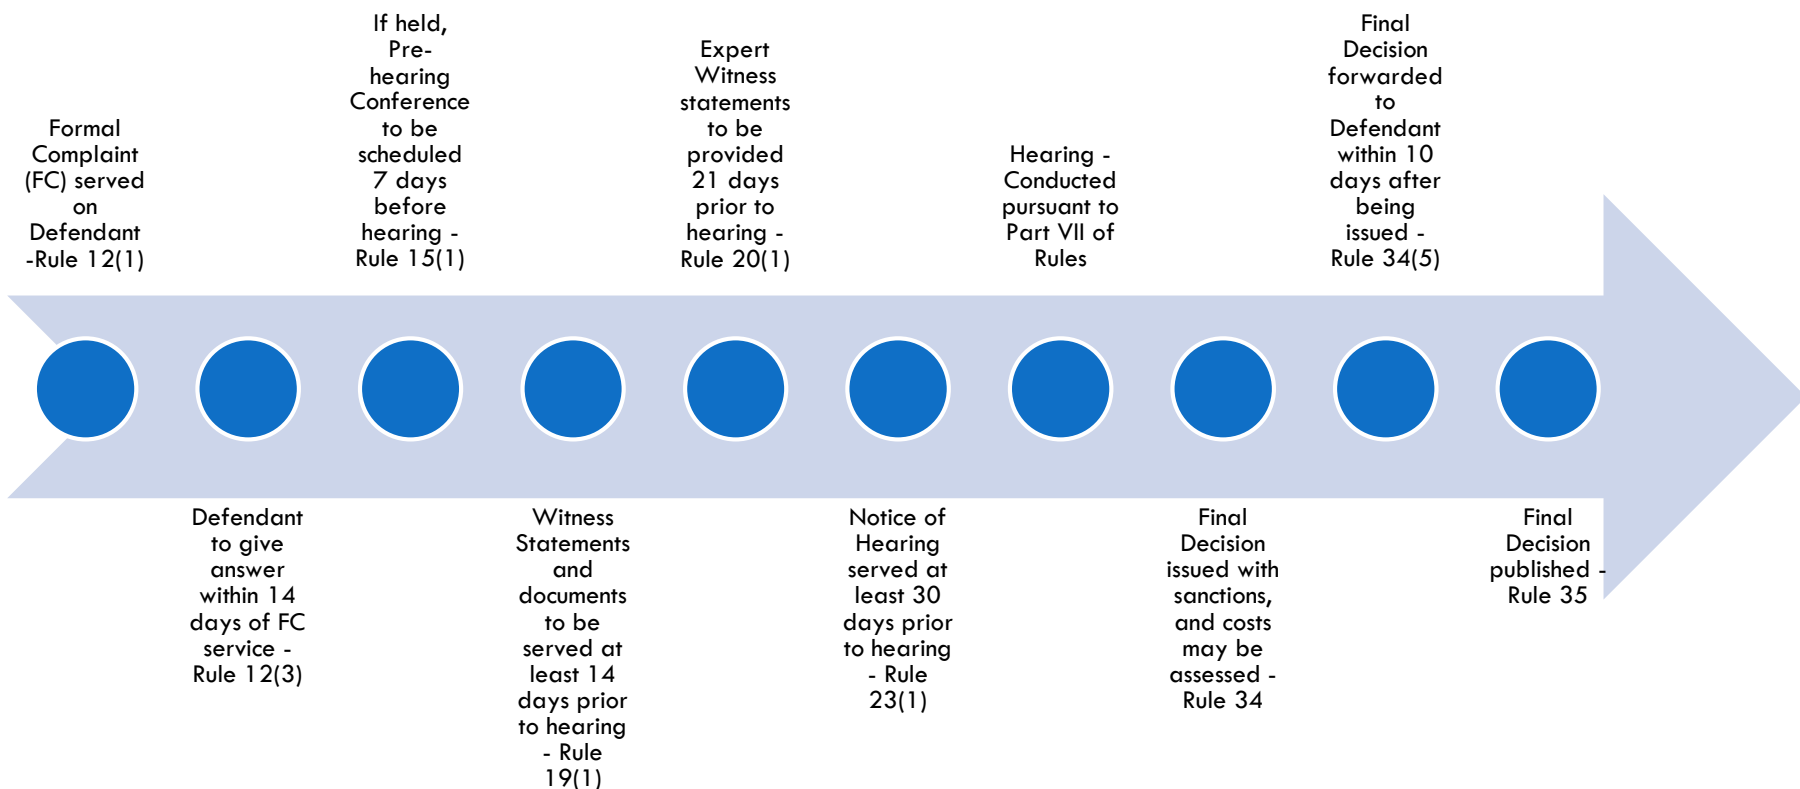 Formal
Complaint
(FC) served
on
Defendant
-Rule 12(1)
Defendant
to give
answer
within 14
days of FC
service -
Rule 12(3)
If held,
Pre-
hearing
Conference
to be
scheduled
7 days
before
hearing -
Rule 15(1)
Witness
Statements
and
documents
to be
served at
least 14
days prior
to hearing
- Rule
19(1)
Expert
Witness
statements
to be
provided
21 days
prior to
hearing -
Rule 20(1)
Notice of
Hearing
served at
least 30
days prior
to hearing
- Rule
23(1)
Hearing -
Conducted
pursuant to
Part VII of
Rules
Final
Decision
issued with
sanctions,
and costs
may be
assessed -
Rule 34
Final
Decision
forwarded
to
Defendant
within 10
days after
being
issued -
Rule 34(5)
Final
Decision
published -
Rule 35